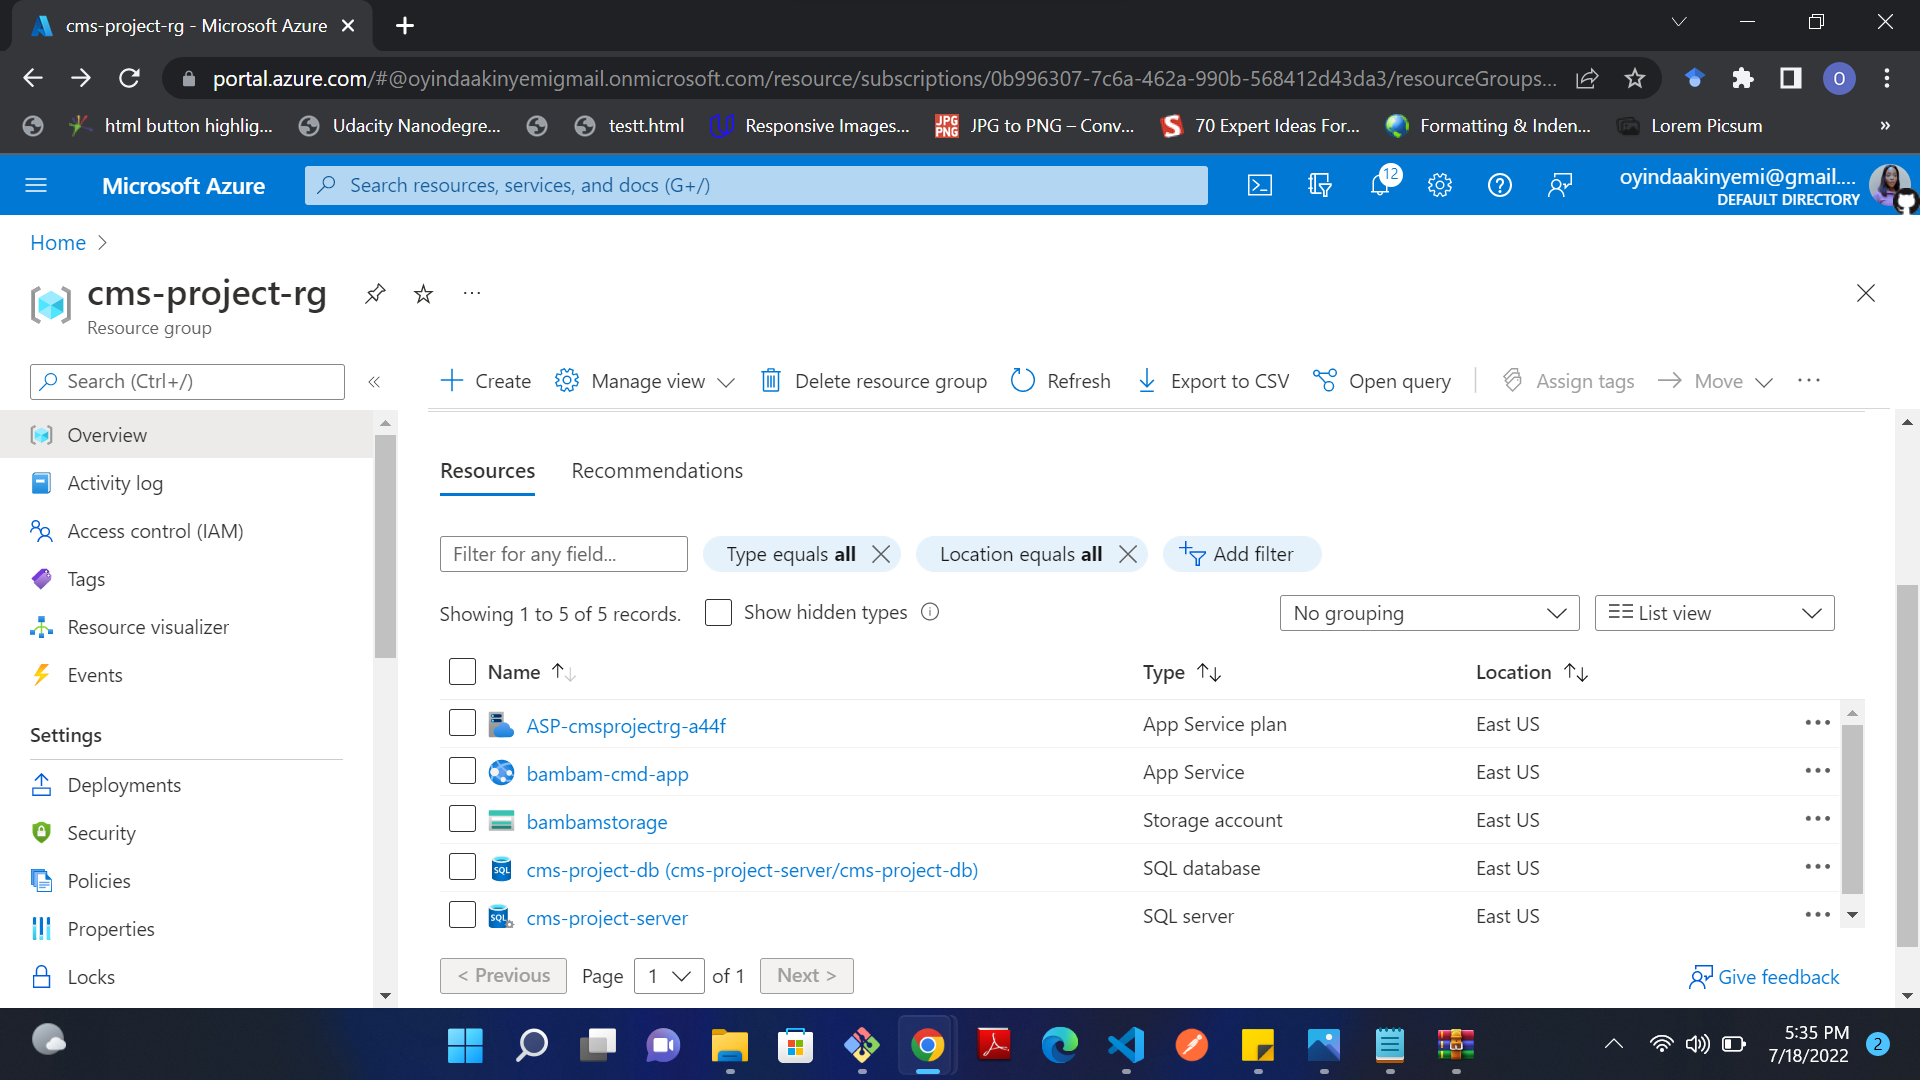 cms-project-rg - Microsoft Azure
portal.azure.com/#@oyindaakinyemigmail.onmicrosoft.com/resource/subscriptions/0b996307-7c6a-462a-990b-568412d43da3/resourceGroups...
O
html button highlig...
Udacity Nanodegre...
testt.html
Responsive Images...
JPG PNG
JPG to PNG – Conv...
70 Expert Ideas For...
Formatting & Inden...
Lorem Picsum
»
Microsoft Azure
Search resources, services, and docs (G+/)
12
oyindaakinyemi@gmail....
DEFAULT DIRECTORY
Home >
cms-project-rg
Resource group
Search (Ctrl+/)
«
Create
Manage view
Delete resource group
Refresh
Export to CSV
Open query
Assign tags
Move
Overview
Activity log
Access control (IAM)
Tags
Resource visualizer
Events
Settings
Deployments
Security
Policies
Properties
Locks
Resources
Recommendations
Filter for any field...
Type equals all
Location equals all
Add filter
Showing 1 to 5 of 5 records.
Show hidden types
No grouping
List view
Name ↑↓
Type ↑↓
Location ↑↓
ASP-cmsprojectrg-a44f
App Service plan
East US
bambam-cmd-app
App Service
East US
bambamstorage
Storage account
East US
SQL
cms-project-db (cms-project-server/cms-project-db)
SQL database
East US
SQL
cms-project-server
SQL server
East US
< Previous
Page
1
of 1
Next >
Give feedback
5:35 PM
7/18/2022
2